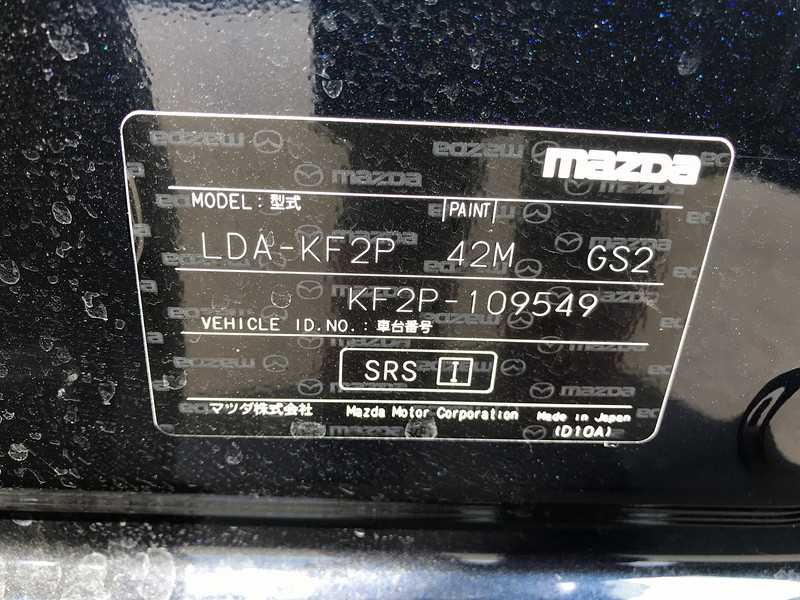 mazda
MODEL:型式 PAINT
LDA-KF2P 42M GS2
KF2P-109549
VEHICLE ID.NO.:車台番号
SRS I
マツダ株式会社 Mazda Motor Corporation Made in Japan
(D10A)